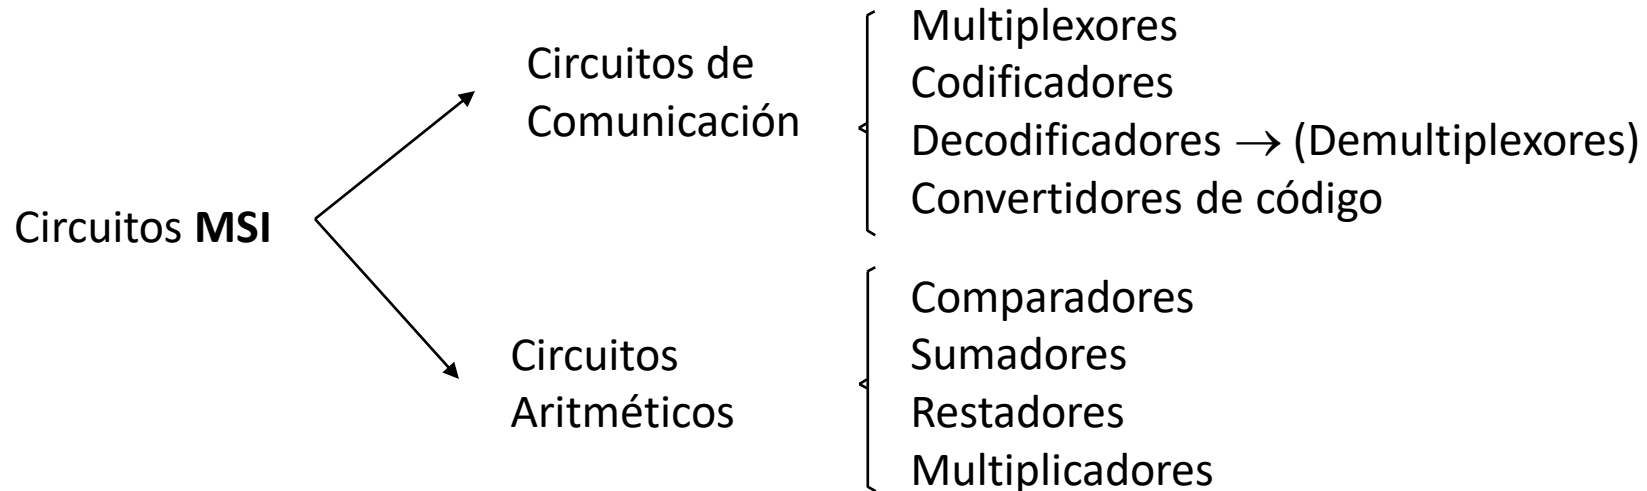 Circuitos MSI
Circuitos de
Comunicación
Multiplexores
Codificadores
Decodificadores → (Demultiplexores)
Convertidores de código
Circuitos
Aritméticos
Comparadores
Sumadores
Restadores
Multiplicadores